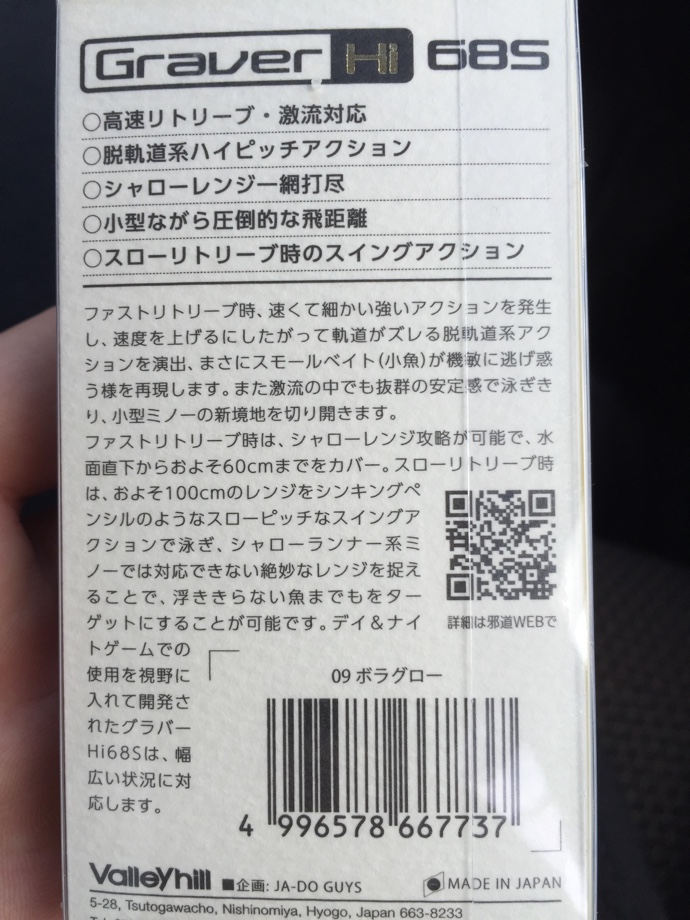 Graver Hi 68S
○高速リトリーブ・激流対応
○脱軌道系ハイピッチアクション
○シャローレンジ一網打尽
○小型ながら圧倒的な飛距離
○スローリトリーブ時のスイングアクション
ファストリトリーブ時、速くて細かい強いアクションを発生
し、速度を上げるにしたがって軌道がズレる脱軌道系アク
ションを演出、まさにスモールベイト(小魚)が機敏に逃げ惑
う様を再現します。また激流の中でも抜群の安定感で泳ぎき
り、小型ミノーの新境地を切り開きます。
ファストリトリーブ時は、シャローレンジ攻略が可能で、水
面直下からおよそ60cmまでをカバー。スローリトリーブ時
は、およそ100cmのレンジをシンキングペ
ンシルのようなスローピッチなスイングア
クションで泳ぎ、シャローランナー系ミ
ノーでは対応できない絶妙なレンジを捉え
ることで、浮ききらない魚までもをター
ゲットにすることが可能です。デイ&ナイ
トゲームでの
使用を視野に
入れて開発さ
れたグラバー
Hi68Sは、幅
広い状況に対
応します。
詳細は邪道WEBで
09 ボラグロー
4 996578 667737
Valleyhill ■企画: JA-DO GUYS MADE IN JAPAN
5-28, Tsutogawacho, Nishinomiya, Hyogo, Japan 663-8233